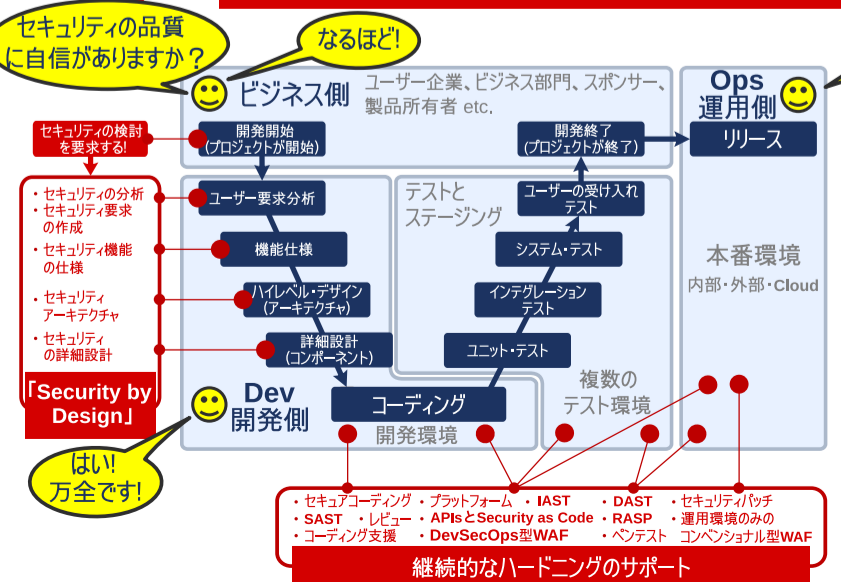 セキュリティの品質
に自信がありますか？
なるほど!
ビジネス側
ユーザー企業、ビジネス部門、スポンサー、
製品所有者 etc.
Ops
運用側
セキュリティの検討
を要求する!
開発開始
(プロジェクトが開始)
開発終了
(プロジェクトが終了)
リリース
・セキュリティの分析
・セキュリティ要求
の作成
・セキュリティ機能
の仕様
・セキュリティ
アーキテクチャ
・セキュリティ
の詳細設計
「Security by
Design」
ユーザー要求分析
機能仕様
ハイレベル・デザイン
(アーキテクチャ)
詳細設計
(コンポーネント)
テストと
ステージング
ユーザーの受け入れ
テスト
システム・テスト
インテグレーション
テスト
ユニット・テスト
本番環境
内部・外部・Cloud
複数の
テスト環境
Dev
開発側
コーディング
開発環境
はい!
万全です!
・セキュアコーディング
・SAST ・レビュー
・コーディング支援
・プラットフォーム ・IAST
・APIsとSecurity as Code
・DevSecOps型WAF
・DAST
・RASP
・ペンテスト
・セキュリティパッチ
・運用環境のみの
コンベンショナル型WAF
継続的なハードニングのサポート